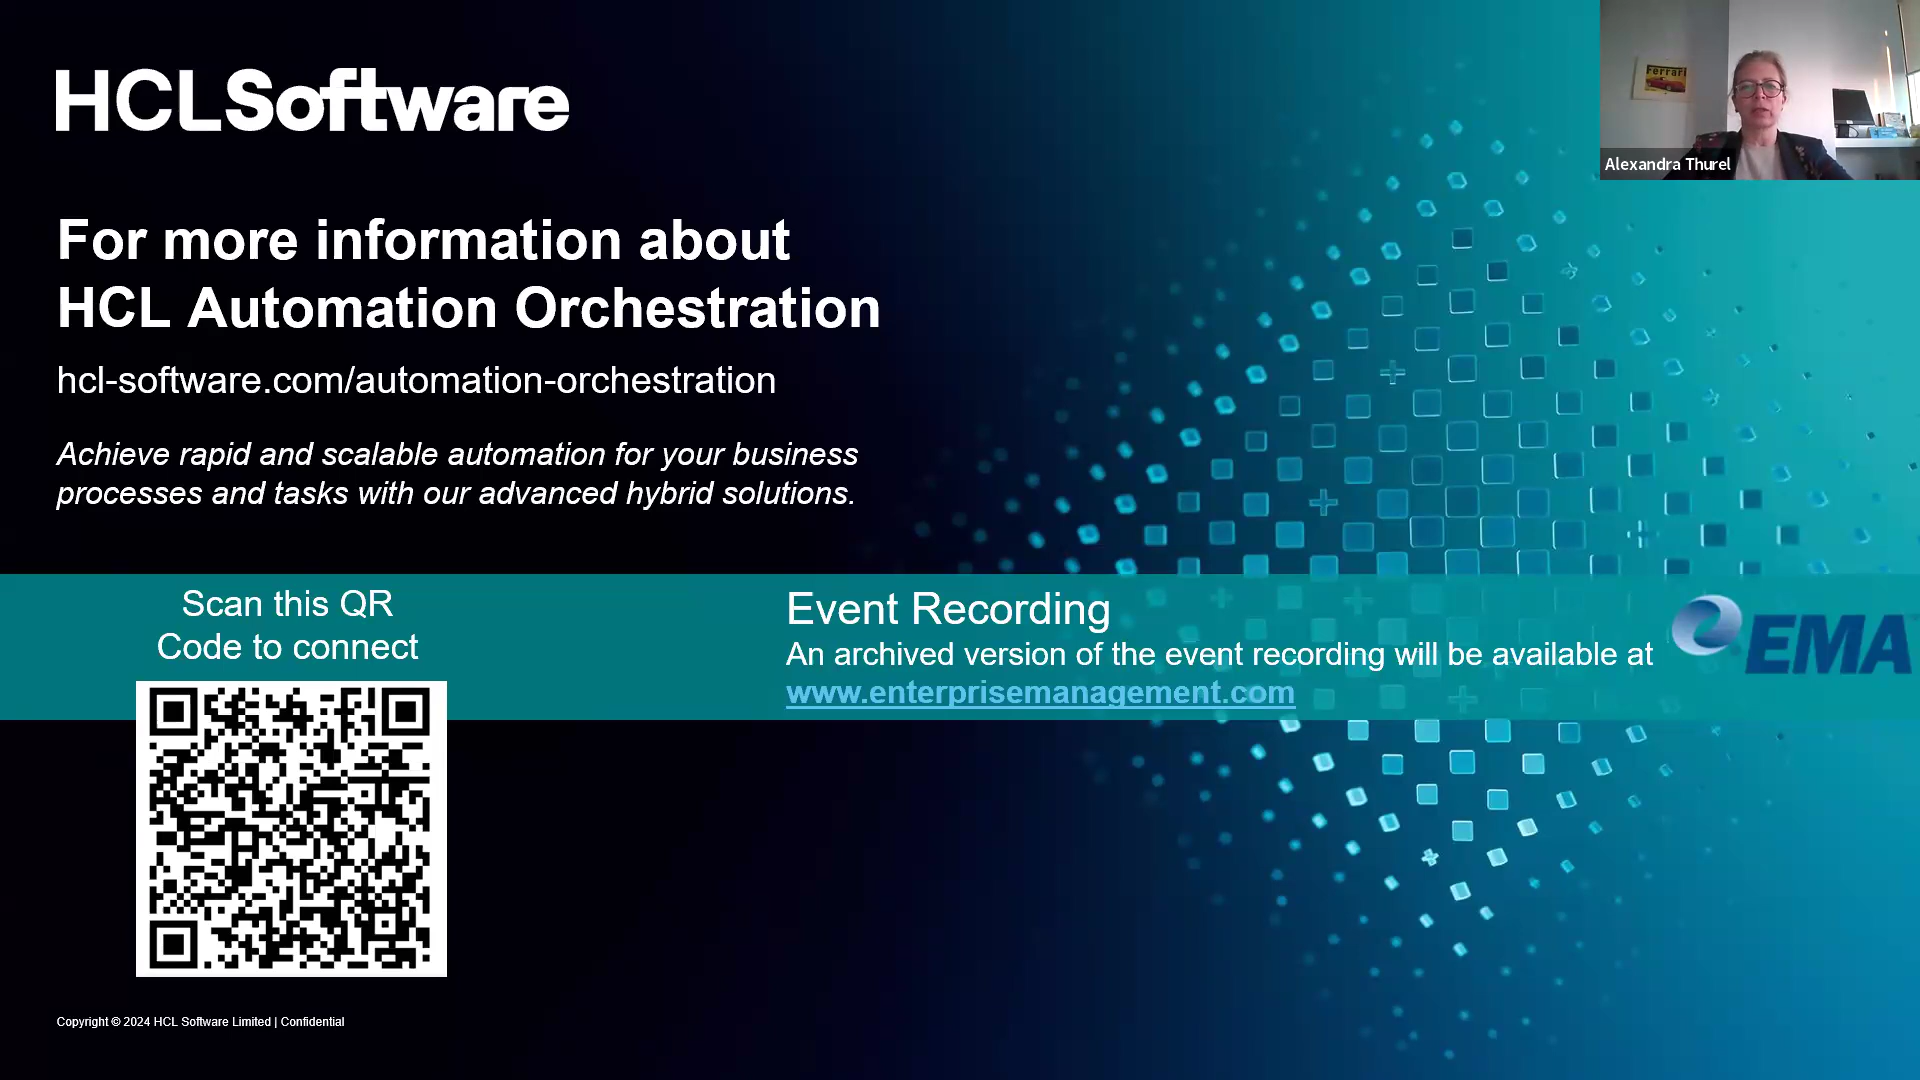 HCLSoftware
Ferrari
Alexandra Thurel
For more information about
HCL Automation Orchestration
hcl-software.com/automation-orchestration
Achieve rapid and scalable automation for your business
processes and tasks with our advanced hybrid solutions.
Scan this QR
Code to connect
Event Recording
An archived version of the event recording will be available at
www.enterprisemanagement.com
EMA
Copyright © 2024 HCL Software Limited | Confidential